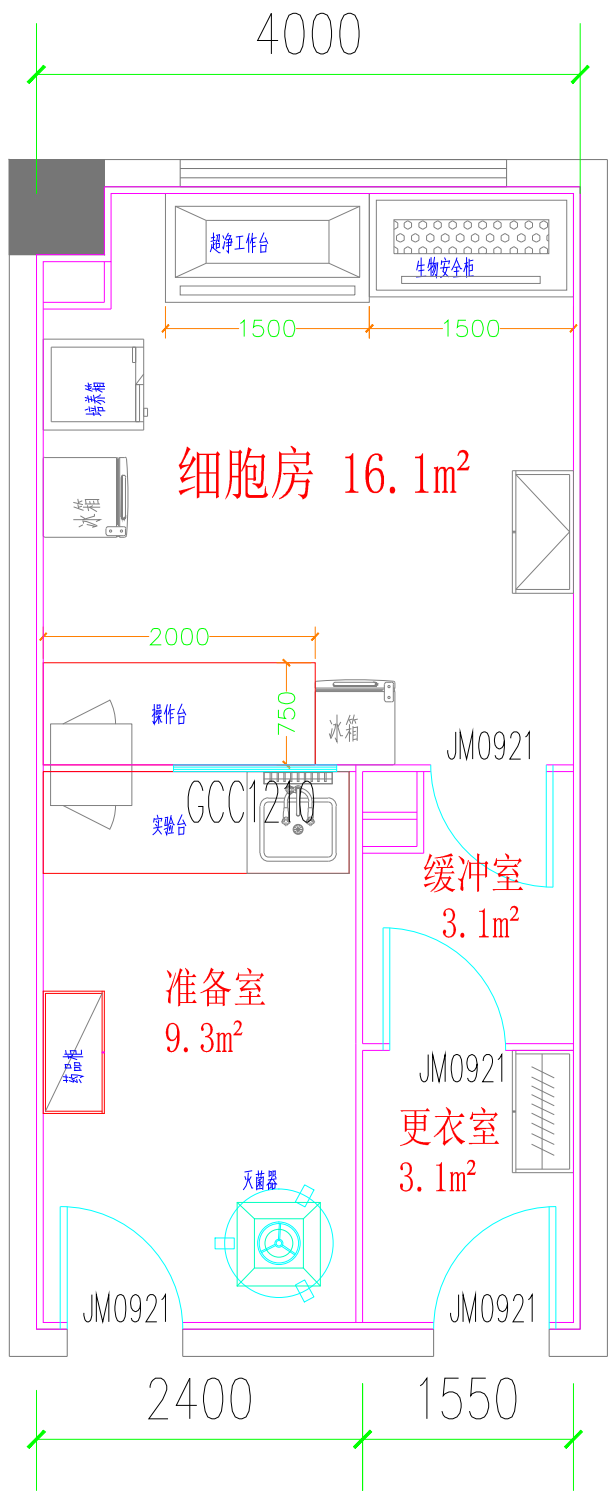 4000
超净工作台
生物安全柜
1500
1500
培养箱
细胞房 16.1m²
冰箱
2000
操作台
750
冰箱
JM0921
GCC1210
实验台
缓冲室
3.1m²
准备室
9.3m²
药品柜
JM0921
更衣室
3.1m²
灭菌器
JM0921
JM0921
2400
1550